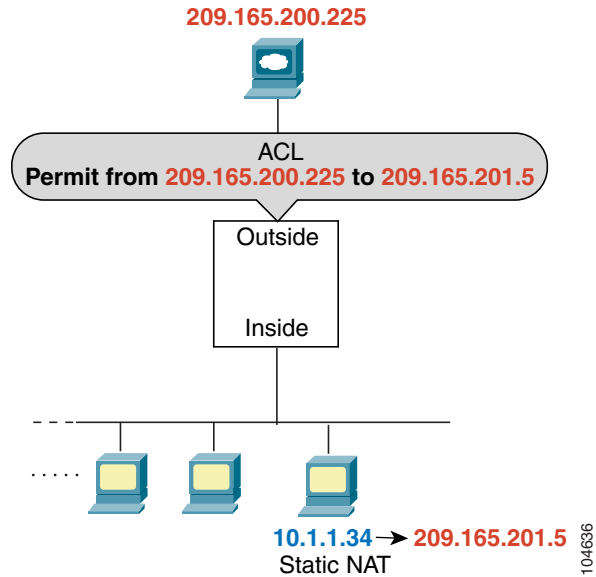 209.165.200.225
ACL
Permit from 209.165.200.225 to 209.165.201.5
Outside
Inside
10.1.1.34 → 209.165.201.5
Static NAT
104636